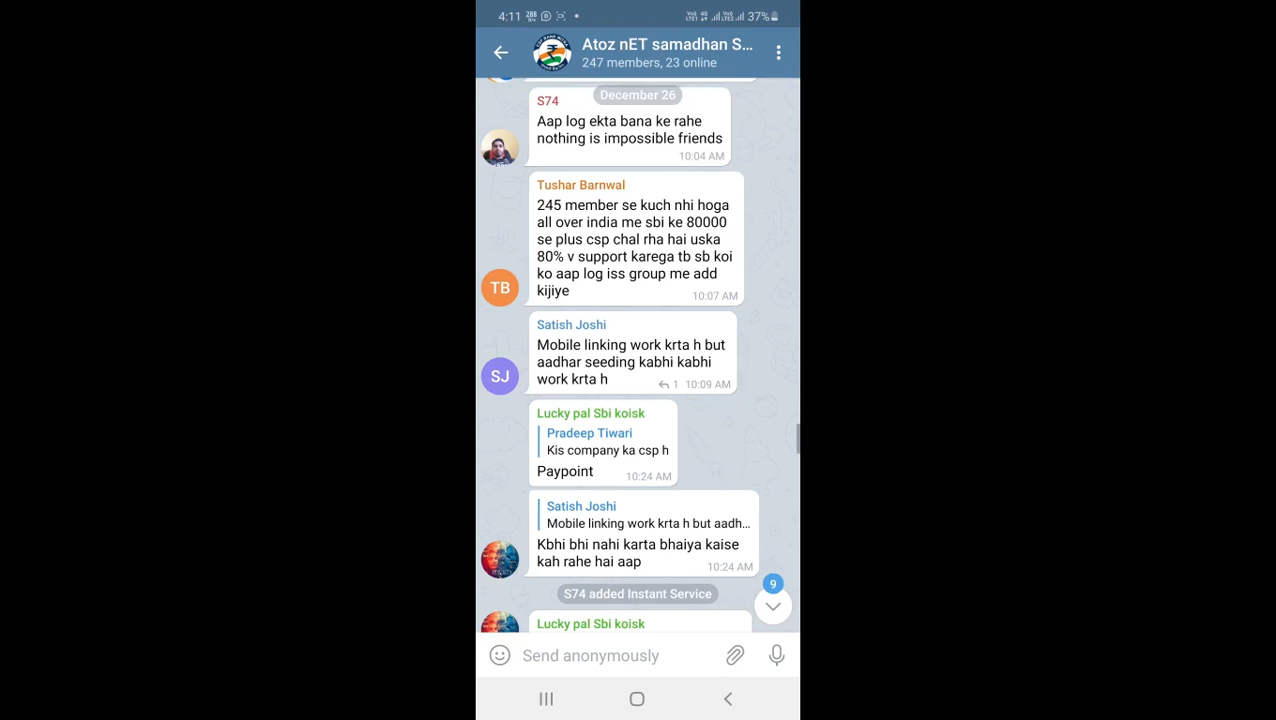 4:11 37%
Atoz nET samadhan S...
247 members, 23 online
December 26
S74
Aap log ekta bana ke rahe
nothing is impossible friends
10:04 AM
Tushar Barnwal
245 member se kuch nhi hoga
all over india me sbi ke 80000
se plus csp chal rha hai uska
80% v support karega tb sb koi
ko aap log iss group me add
kijiye
10:07 AM
TB
Satish Joshi
Mobile linking work krta h but
aadhar seeding kabhi kabhi
work krta h
1 10:09 AM
SJ
Lucky pal Sbi koisk
Pradeep Tiwari
Kis company ka csp h
Paypoint
10:24 AM
Satish Joshi
Mobile linking work krta h but aadh...
Kbhi bhi nahi karta bhaiya kaise
kah rahe hai aap
10:24 AM
9
S74 added Instant Service
Lucky pal Sbi koisk
Send anonymously